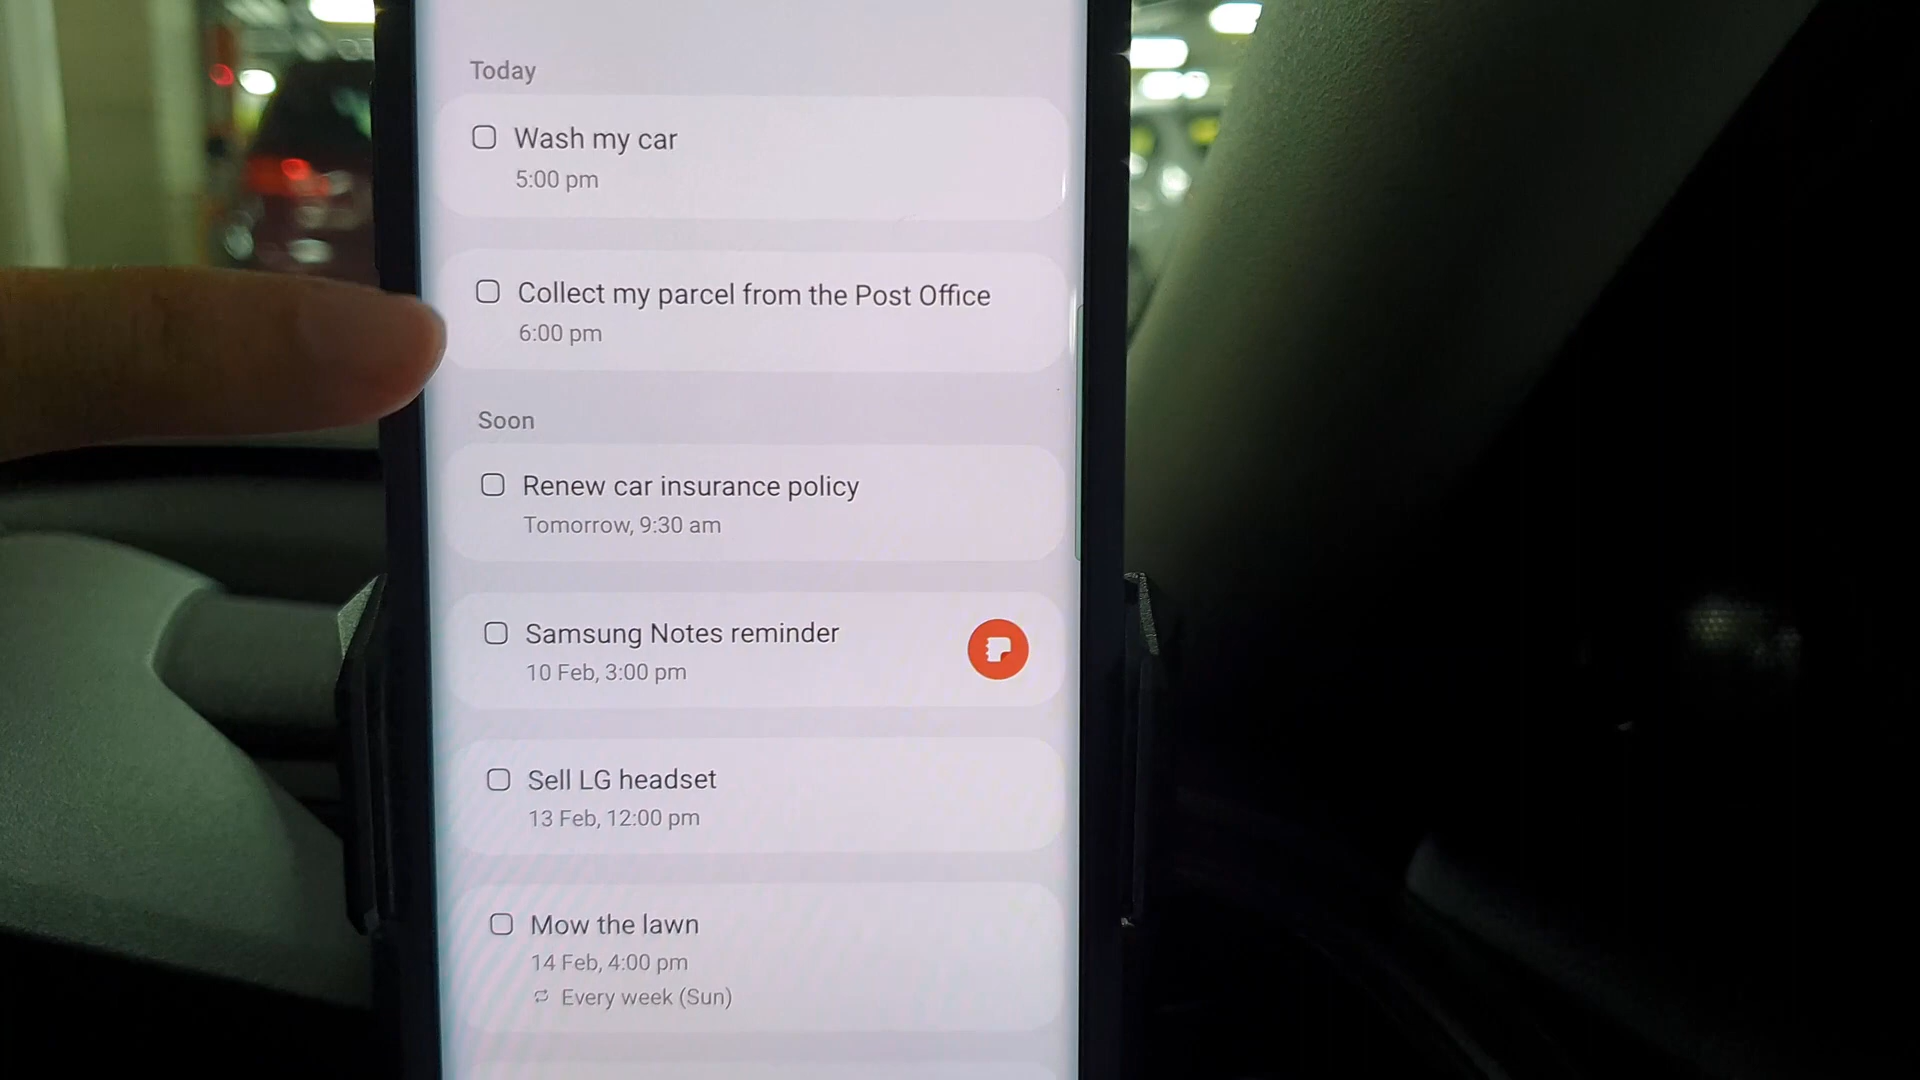 Today
Wash my car
5:00 pm
Collect my parcel from the Post Office
6:00 pm
Soon
Renew car insurance policy
Tomorrow, 9:30 am
Samsung Notes reminder
10 Feb, 3:00 pm
Sell LG headset
13 Feb, 12:00 pm
Mow the lawn
14 Feb, 4:00 pm
Every week (Sun)